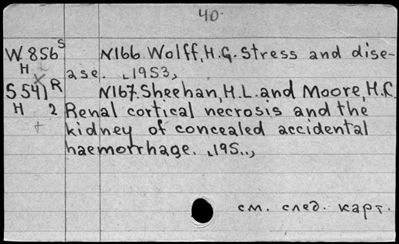 40.
W 856 S N166. Wolff, H.G. Stress and dise-
H ase. ˻1953˼
S 541 R N167. Sheehan, H.L. and Moore, H.C.
H 2 Renal cortical necrosis and the
kidney of concealed accidental
haemorrhage. ˻195..˼
см. след. карт.